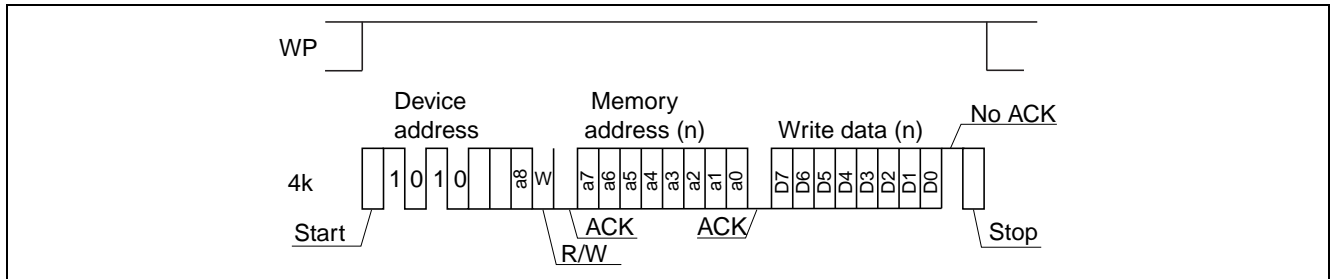 WP
Device
address
Memory
address (n)
Write data (n)
No ACK
4k
1 0 1 0 a8 W a7 a6 a5 a4 a3 a2 a1 a0 D7 D6 D5 D4 D3 D2 D1 D0
Start
ACK
R/W
ACK
Stop